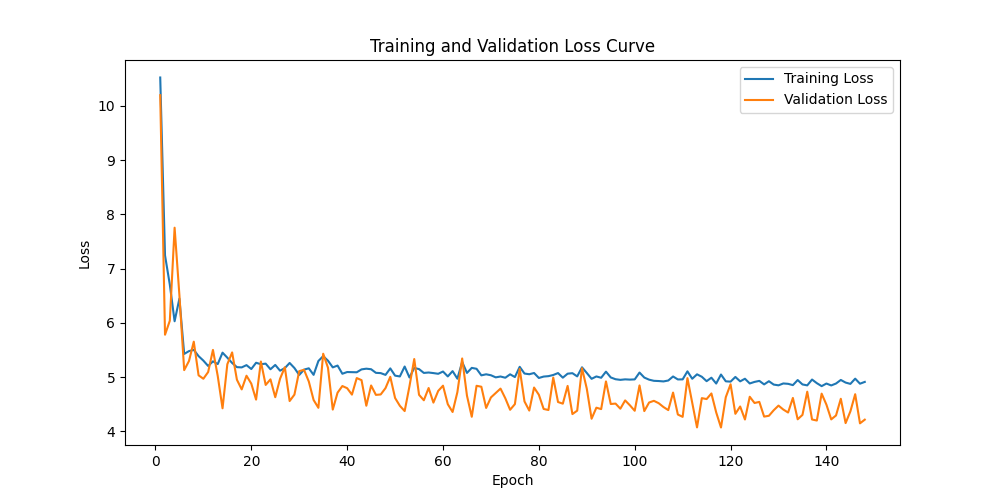 Training and Validation Loss Curve
Training Loss
Validation Loss
10
9
8
7
6
5
4
Loss
0 20 40 60 80 100 120 140
Epoch